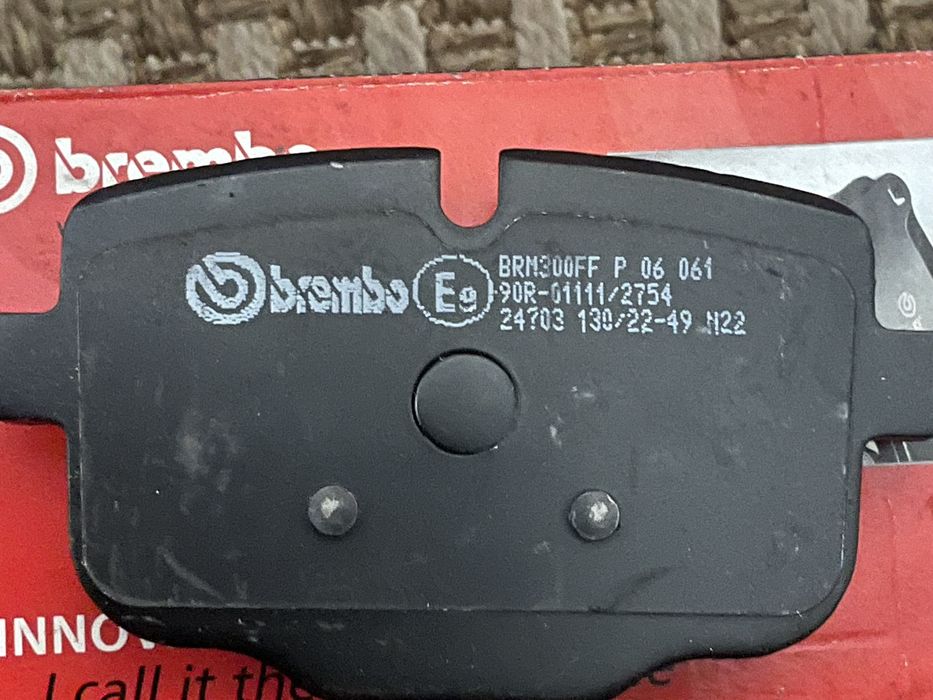 brembo
brembo E9
BRM300FF P 06 061
90R-01111/2754
24703 130/22-49 N22
L
INNOV
I call it the